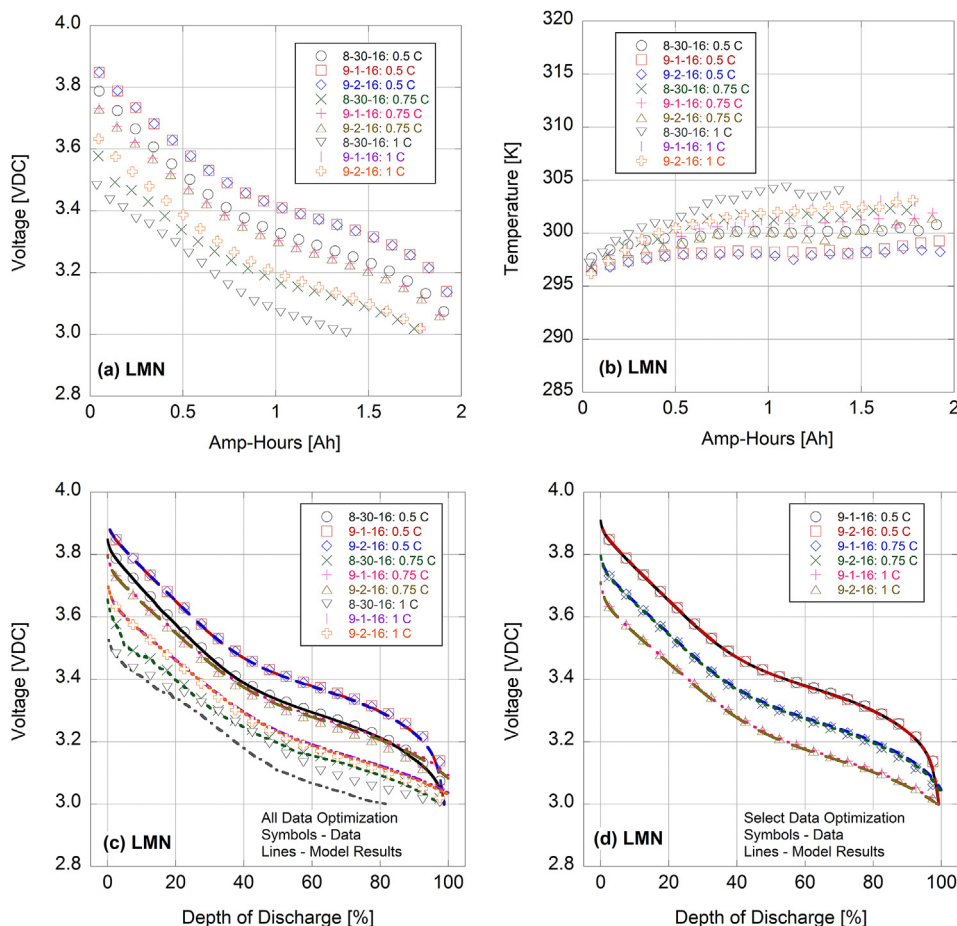 4.0
3.8
3.6
3.4
3.2
3.0
2.8
Voltage [VDC]
8-30-16: 0.5 C
9-1-16: 0.5 C
9-2-16: 0.5 C
8-30-16: 0.75 C
9-1-16: 0.75 C
9-2-16: 0.75 C
8-30-16: 1 C
9-1-16: 1 C
9-2-16: 1 C
(a) LMN
0
0.5
1
1.5
2
Amp-Hours [Ah]
320
315
310
305
300
295
290
285
Temperature [K]
8-30-16: 0.5 C
9-1-16: 0.5 C
9-2-16: 0.5 C
8-30-16: 0.75 C
9-1-16: 0.75 C
9-2-16: 0.75 C
8-30-16: 1 C
9-1-16: 1 C
9-2-16: 1 C
(b) LMN
0
0.5
1
1.5
2
Amp-Hours [Ah]
4.0
3.8
3.6
3.4
3.2
3.0
2.8
Voltage [VDC]
8-30-16: 0.5 C
9-1-16: 0.5 C
9-2-16: 0.5 C
8-30-16: 0.75 C
9-1-16: 0.75 C
9-2-16: 0.75 C
8-30-16: 1 C
9-1-16: 1 C
9-2-16: 1 C
(c) LMN
All Data Optimization
Symbols - Data
Lines - Model Results
0
20
40
60
80
100
Depth of Discharge [%]
4.0
3.8
3.6
3.4
3.2
3.0
2.8
Voltage [VDC]
9-1-16: 0.5 C
9-2-16: 0.5 C
9-1-16: 0.75 C
9-2-16: 0.75 C
9-1-16: 1 C
9-2-16: 1 C
(d) LMN
Select Data Optimization
Symbols - Data
Lines - Model Results
0
20
40
60
80
100
Depth of Discharge [%]